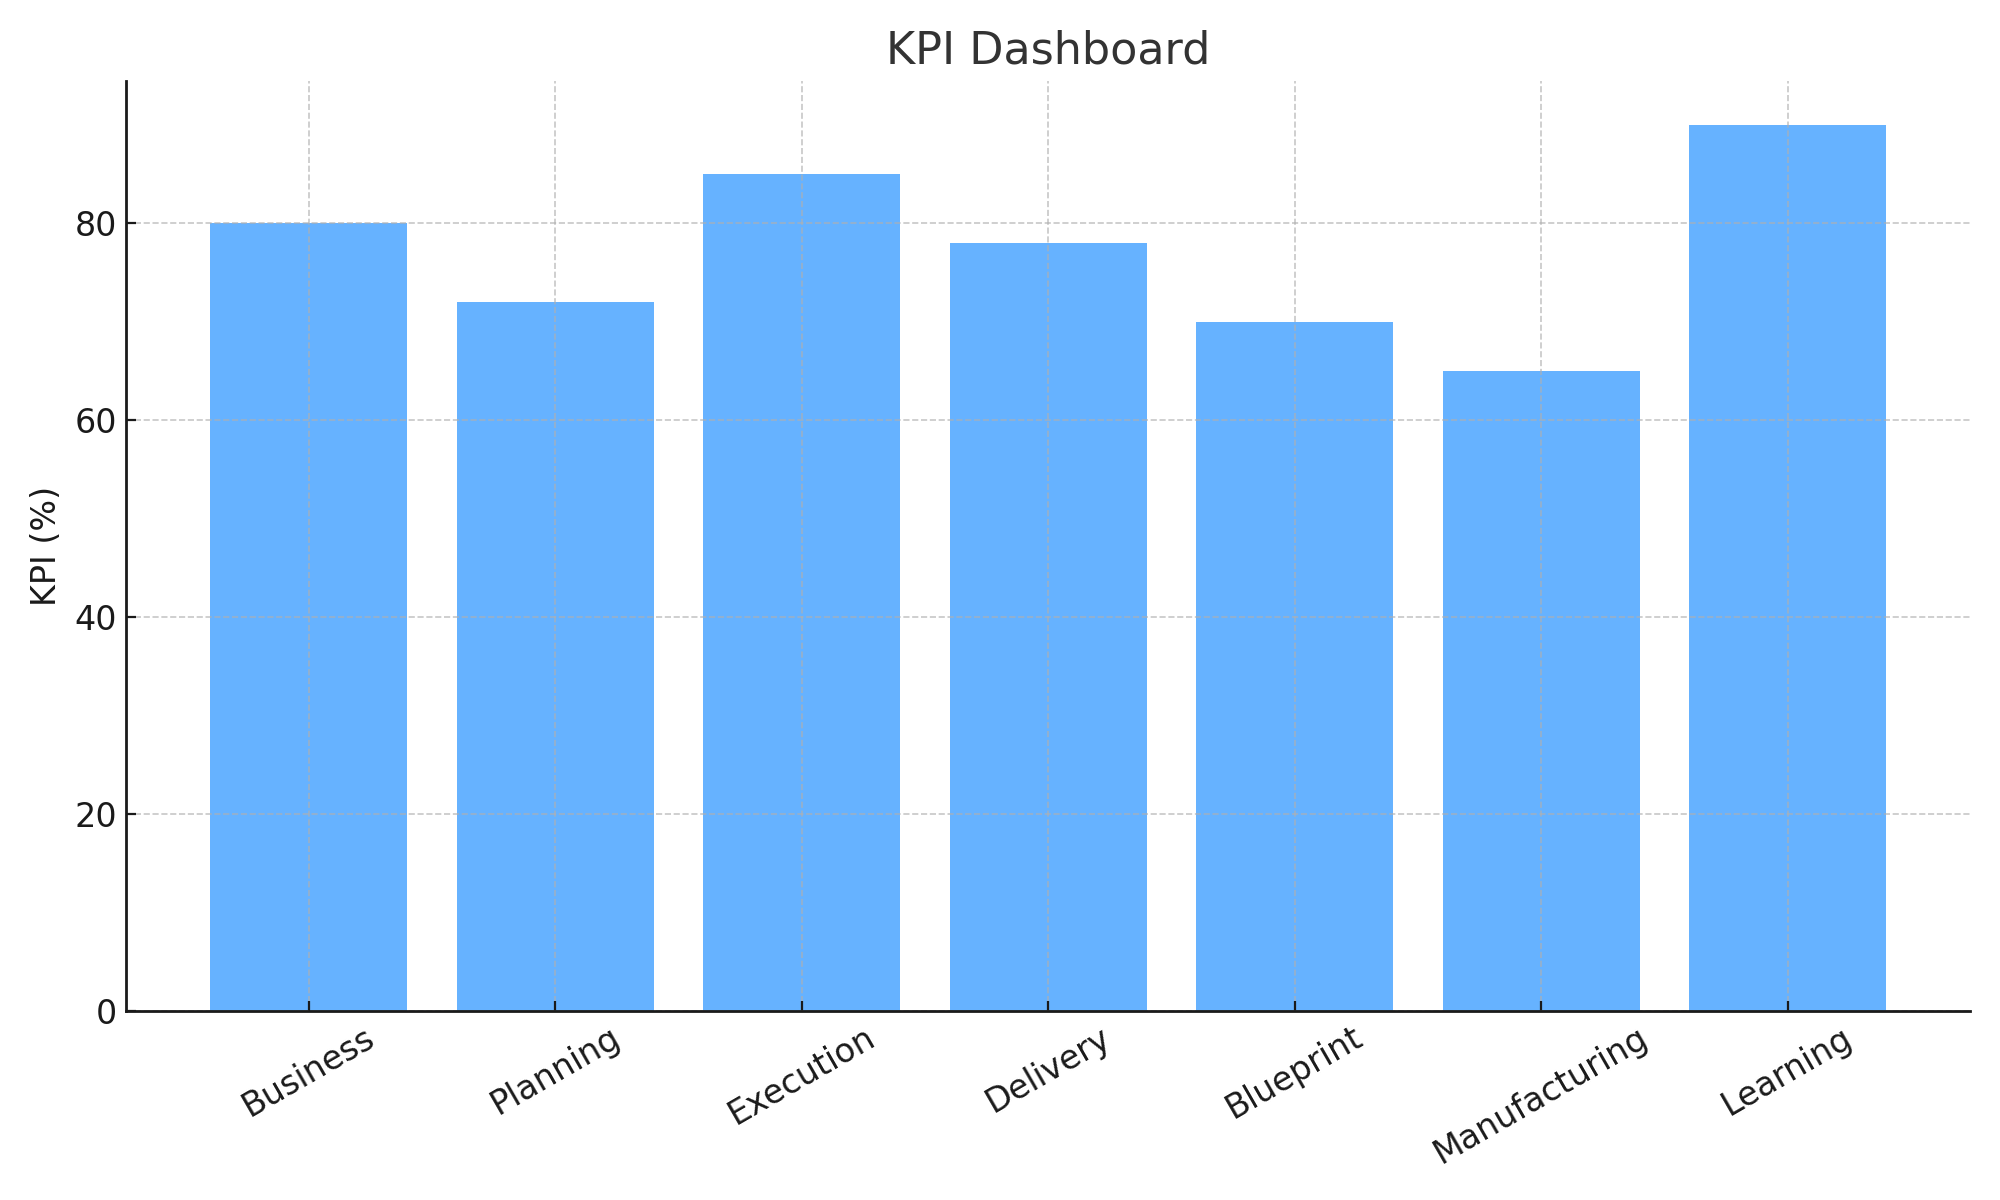 KPI Dashboard
KPI (%)
80
60
40
20
0
Business
Planning
Execution
Delivery
Blueprint
Manufacturing
Learning